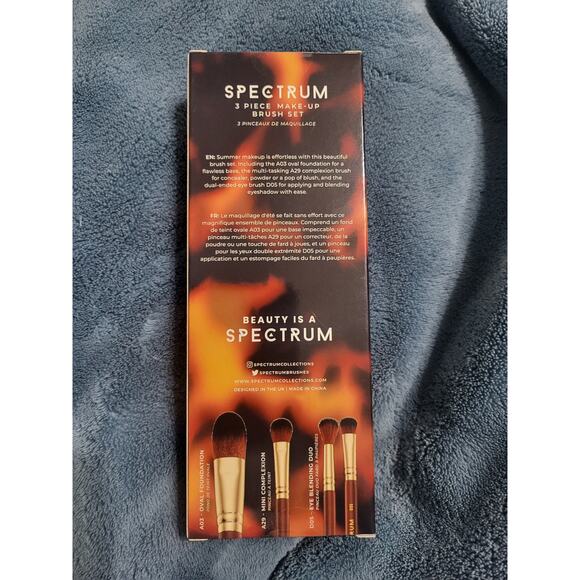 SPECTRUM
3 PIECE MAKE-UP
BRUSH SET
3 PINCEAUX DE MAQUILLAGE
EN: Summer makeup is effortless with this beautiful
brush set. Including the A03 oval foundation for a
flawless base, the multi-tasking A29 complexion brush
for concealer, powder or a pop of blush, and the
dual-ended eye brush D05 for applying and blending
eyeshadow with ease.
FR: Le maquillage d'été se fait sans effort avec ce
magnifique ensemble de pinceaux. Comprend un fond
de teint ovale A03 pour une base impeccable, un
pinceau multi-tâches A29 pour un correcteur, de la
poudre ou une touche de fard à joues, et un pinceau
pour les yeux double extrémité D05 pour une
application et un estompage faciles du fard à paupières.
BEAUTY IS A
SPECTRUM
SPECTRUMCOLLECTIONS
SPECTRUMBRUSHES
WWW.SPECTRUMCOLLECTIONS.COM
DESIGNED IN THE UK | MADE IN CHINA
A03 - OVAL FOUNDATION
A29 - MINI COMPLEXION
PINCEAU À TEINT
D05 - EYE BLENDING DUO
PINCEAU DUO FARD À PAUPIÈRES
RUM